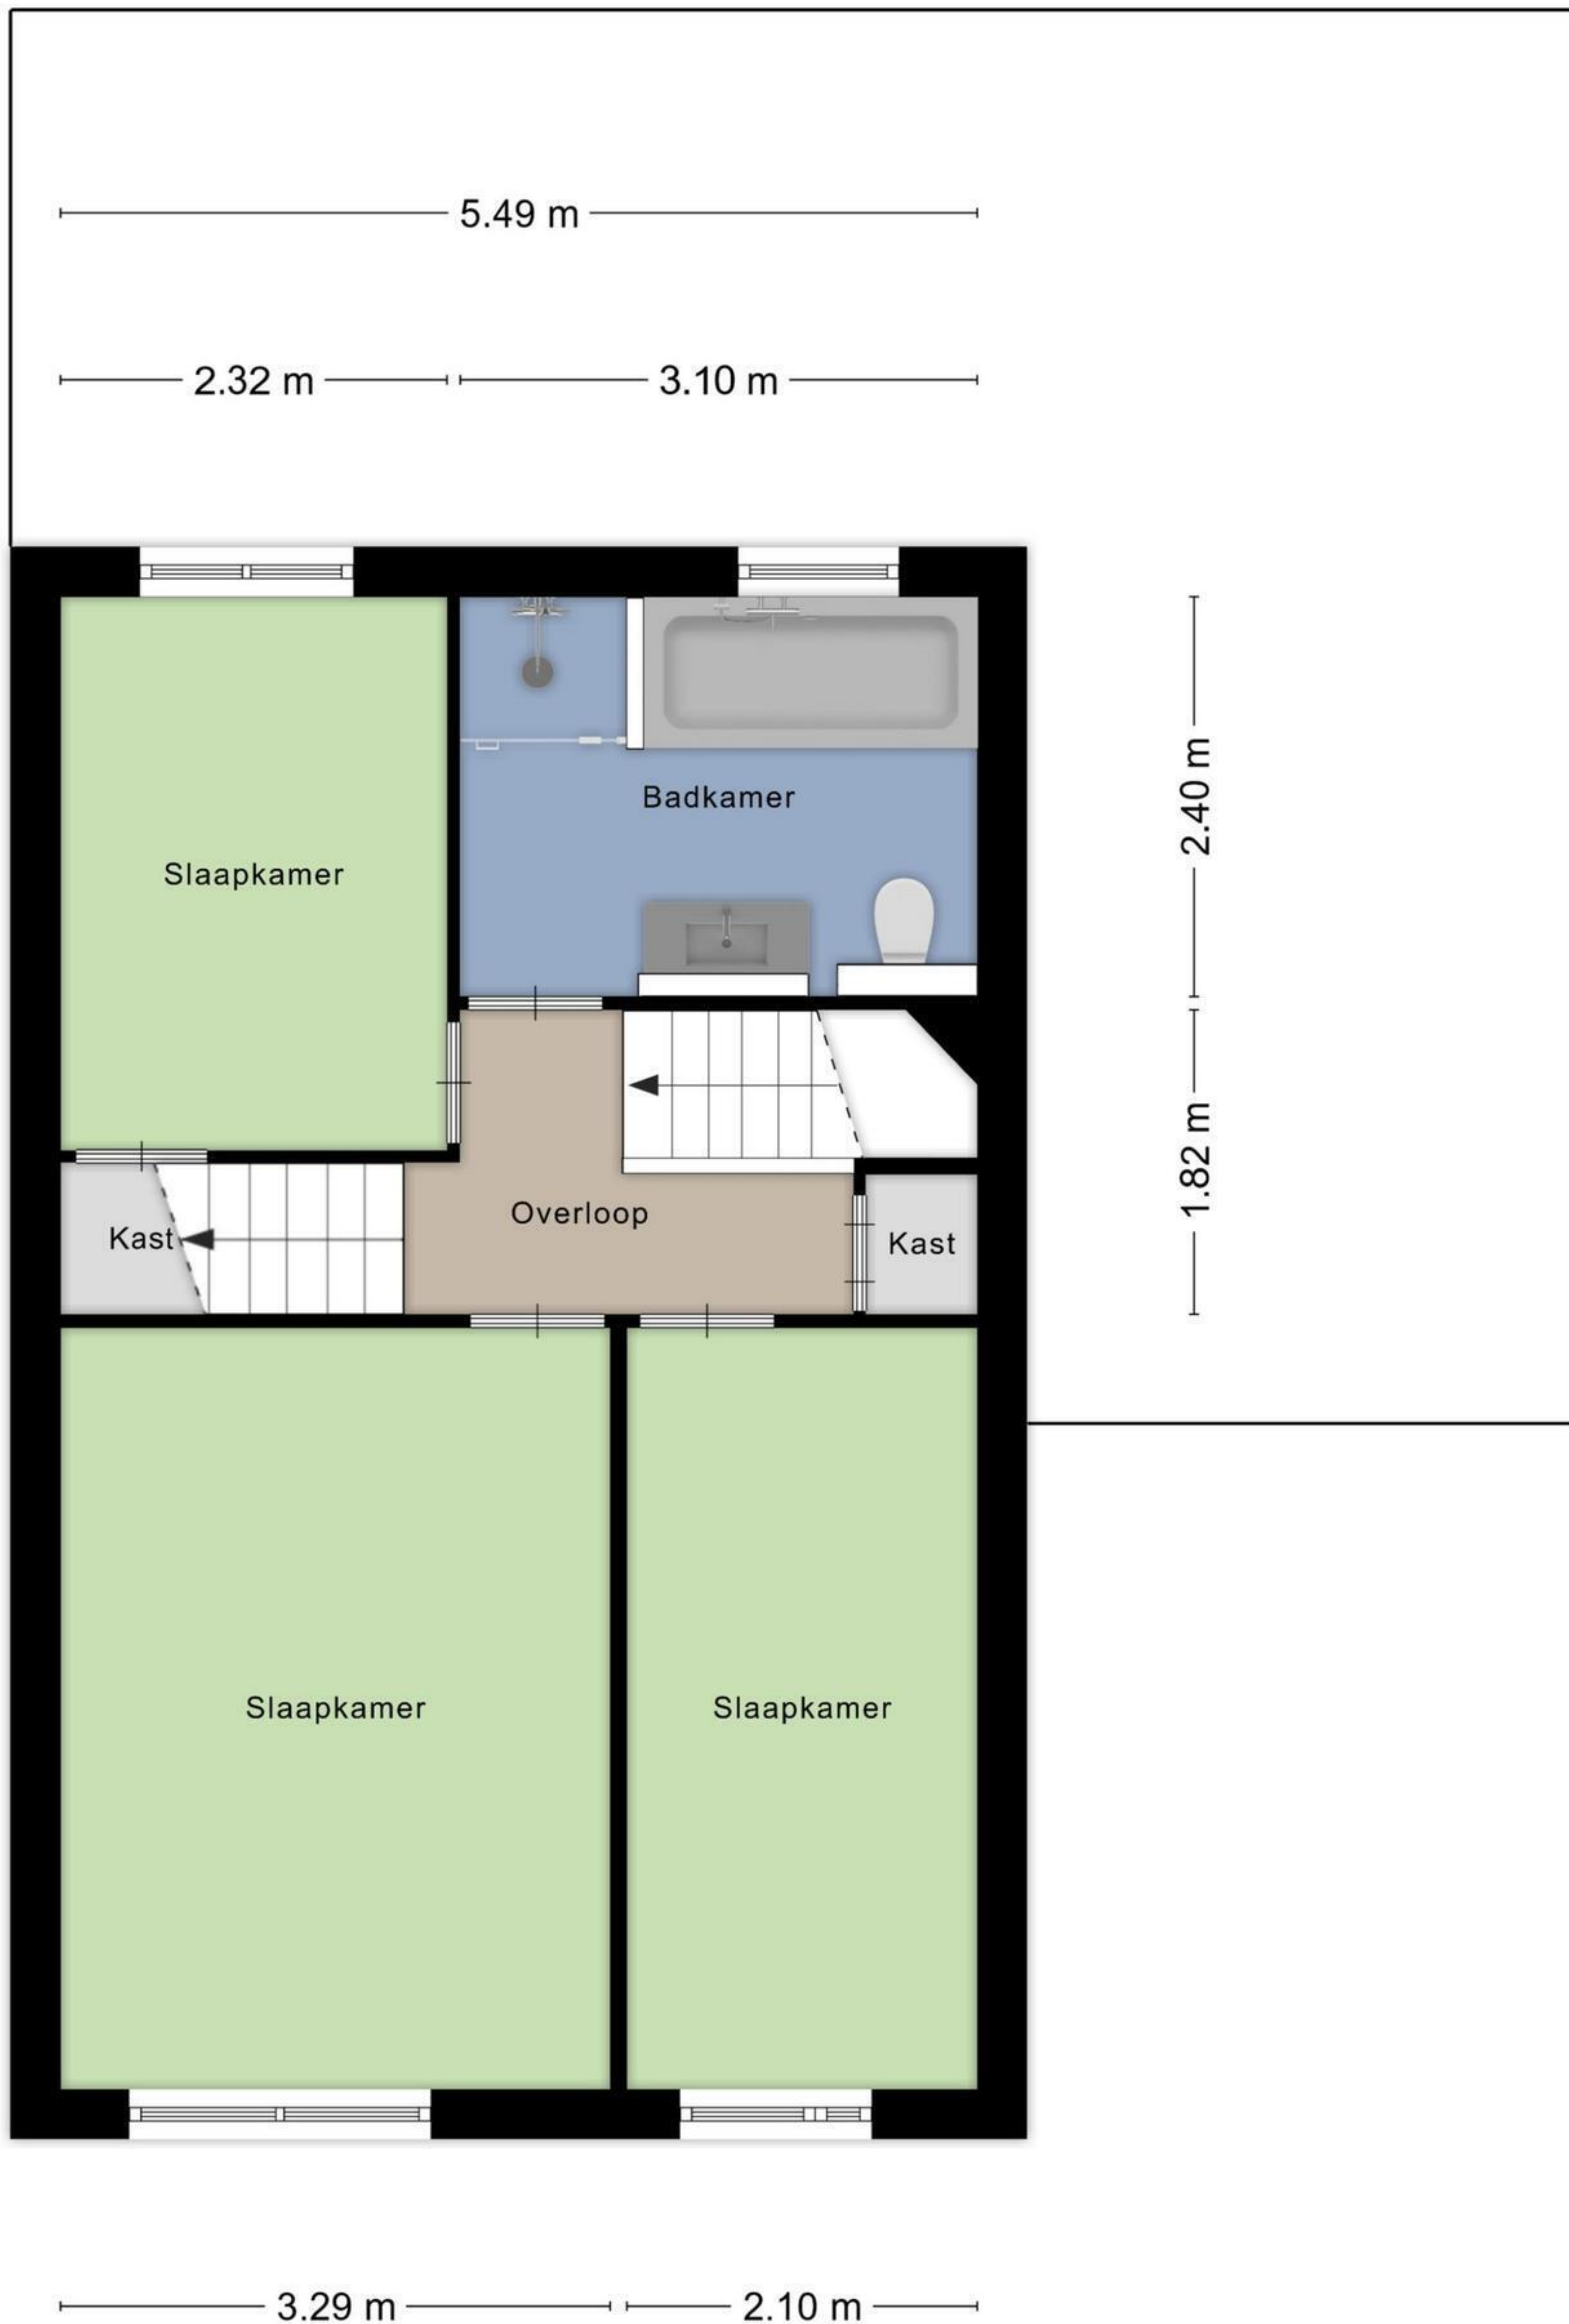 5.49 m
2.32 m
3.10 m
Badkamer
2.40 m
Slaapkamer
1.82 m
Overloop
Kast
Kast
Slaapkamer
Slaapkamer
3.29 m
2.10 m